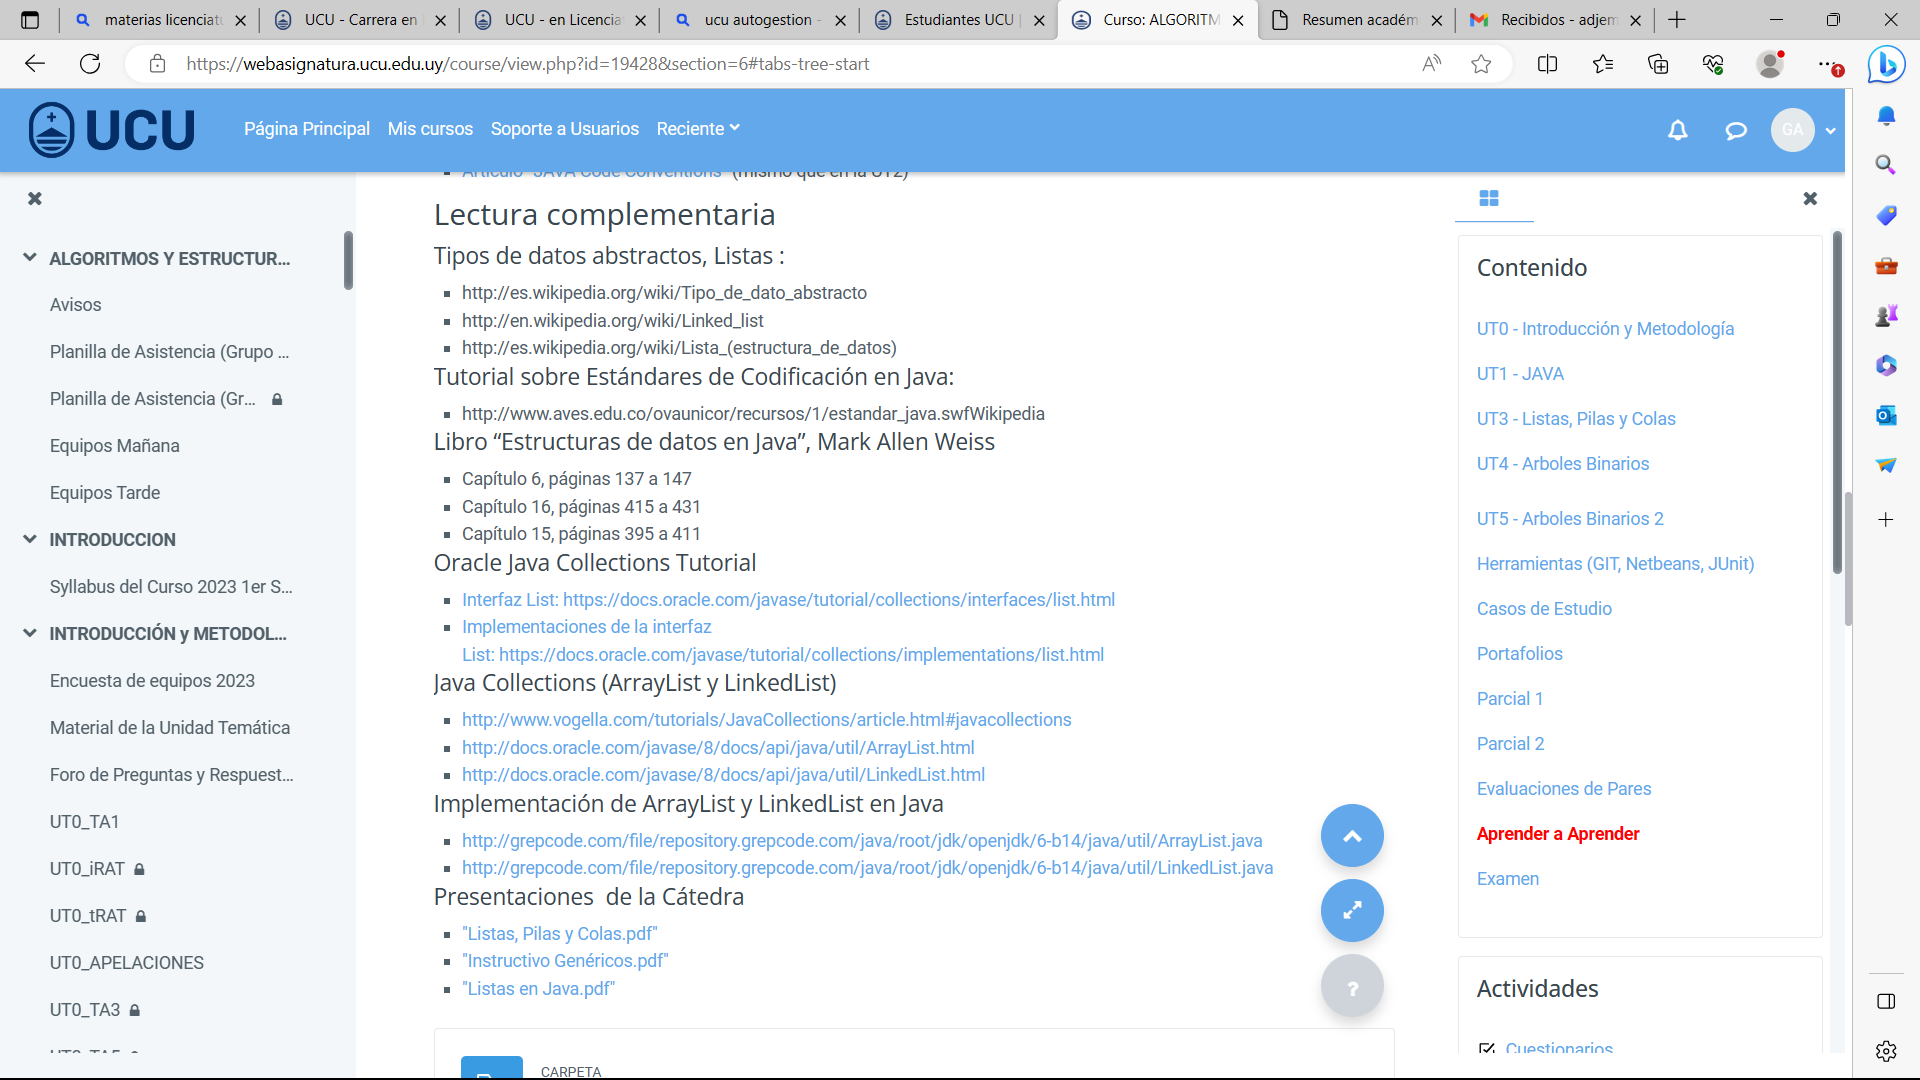 materias licenciatu
UCU - Carrera en
UCU - en Licencia
ucu autogestion -
Estudiantes UCU |
Curso: ALGORITM
Resumen académ
Recibidos - adjem
https://webasignatura.ucu.edu.uy/course/view.php?id=19428&section=6#tabs-tree-start
UCU
Página Principal
Mis cursos
Soporte a Usuarios
Reciente
GA
ALGORITMOS Y ESTRUCTUR...
Avisos
Planilla de Asistencia (Grupo ...
Planilla de Asistencia (Gr...
Equipos Mañana
Equipos Tarde
INTRODUCCION
Syllabus del Curso 2023 1er S...
INTRODUCCIÓN y METODOL...
Encuesta de equipos 2023
Material de la Unidad Temática
Foro de Preguntas y Respuest...
UT0_TA1
UT0_iRAT
UT0_tRAT
UT0_APELACIONES
UT0_TA3
Artículo "JAVA Code Conventions" (mismo que en la UT2)
Lectura complementaria
Tipos de datos abstractos, Listas :
http://es.wikipedia.org/wiki/Tipo_de_dato_abstracto
http://en.wikipedia.org/wiki/Linked_list
http://es.wikipedia.org/wiki/Lista_(estructura_de_datos)
Tutorial sobre Estándares de Codificación en Java:
http://www.aves.edu.co/ovaunicor/recursos/1/estandar_java.swfWikipedia
Libro “Estructuras de datos en Java”, Mark Allen Weiss
Capítulo 6, páginas 137 a 147
Capítulo 16, páginas 415 a 431
Capítulo 15, páginas 395 a 411
Oracle Java Collections Tutorial
Interfaz List: https://docs.oracle.com/javase/tutorial/collections/interfaces/list.html
Implementaciones de la interfaz
List: https://docs.oracle.com/javase/tutorial/collections/implementations/list.html
Java Collections (ArrayList y LinkedList)
http://www.vogella.com/tutorials/JavaCollections/article.html#javacollections
http://docs.oracle.com/javase/8/docs/api/java/util/ArrayList.html
http://docs.oracle.com/javase/8/docs/api/java/util/LinkedList.html
Implementación de ArrayList y LinkedList en Java
http://grepcode.com/file/repository.grepcode.com/java/root/jdk/openjdk/6-b14/java/util/ArrayList.java
http://grepcode.com/file/repository.grepcode.com/java/root/jdk/openjdk/6-b14/java/util/LinkedList.java
Presentaciones de la Cátedra
"Listas, Pilas y Colas.pdf"
"Instructivo Genéricos.pdf"
"Listas en Java.pdf"
CARPETA
?
Contenido
UT0 - Introducción y Metodología
UT1 - JAVA
UT3 - Listas, Pilas y Colas
UT4 - Arboles Binarios
UT5 - Arboles Binarios 2
Herramientas (GIT, Netbeans, JUnit)
Casos de Estudio
Portafolios
Parcial 1
Parcial 2
Evaluaciones de Pares
Aprender a Aprender
Examen
Actividades
Cuestionarios